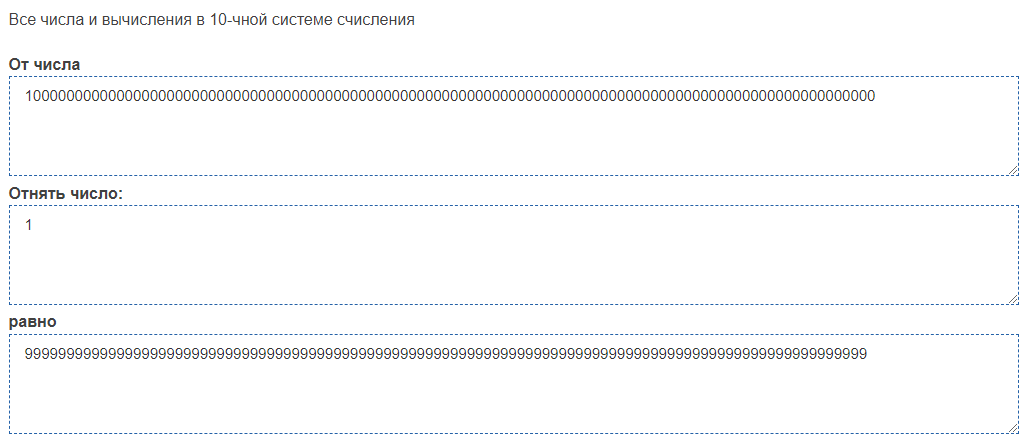 Все числа и вычисления в 10-чной системе счисления
От числа
10000000000000000000000000000000000000000000000000000000000000000000000000000000000000000000000000000
Отнять число:
1
равно
9999999999999999999999999999999999999999999999999999999999999999999999999999999999999999999999999999